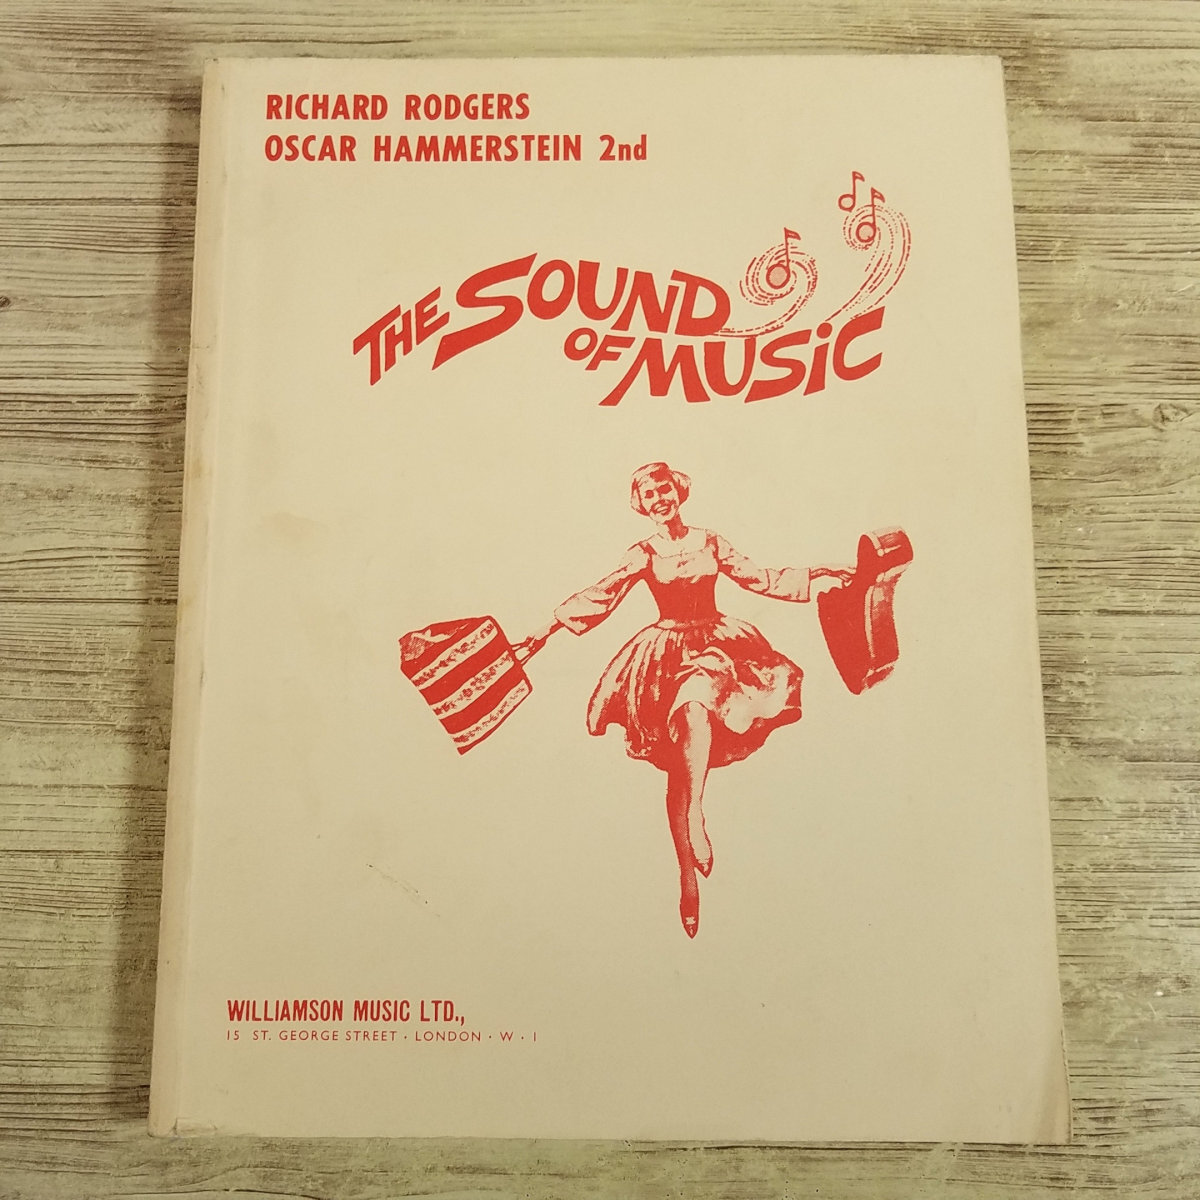 RICHARD RODGERS
OSCAR HAMMERSTEIN 2nd
THE SOUND
OF MUSiC
WILLIAMSON MUSIC LTD.,
15 ST. GEORGE STREET · LONDON · W · 1